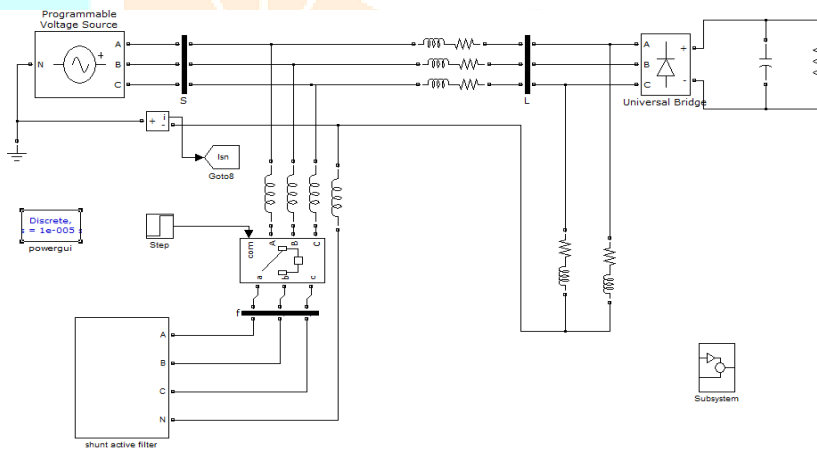 Programmable
Voltage Source
N
+
A
B
C
S
L
A
B
C
+
-
Universal Bridge
+
i
-
Isn
Goto8
Discrete,
s = 1e-005 s
powergui
Step
com
A
B
C
a
b
c
f
A
B
C
N
shunt active filter
Subsystem